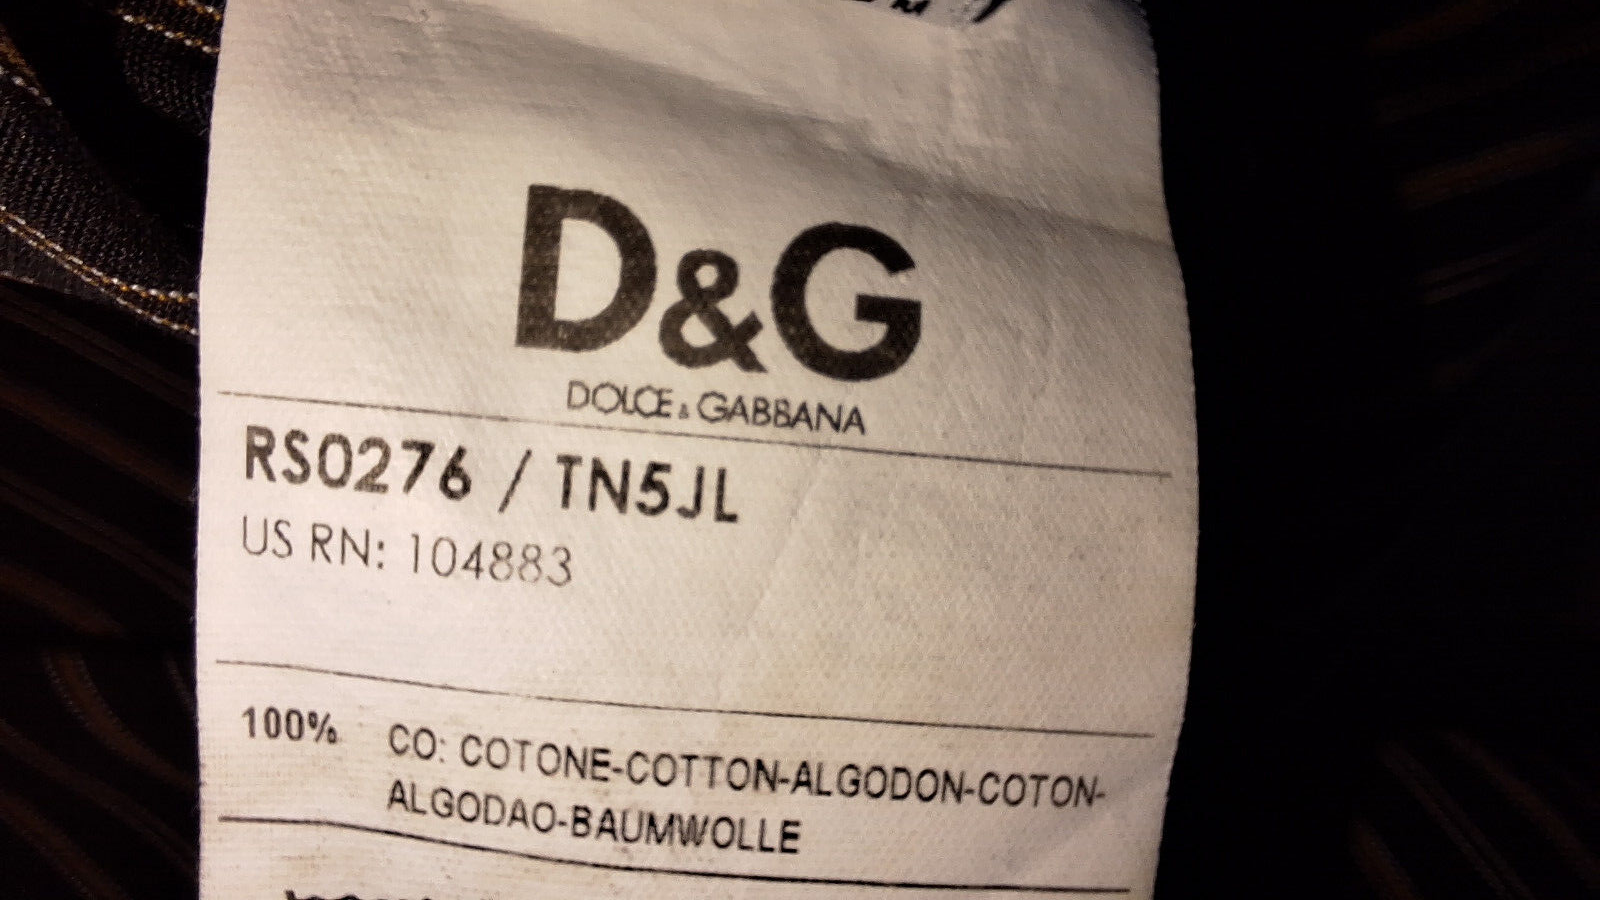 D&G
DOLCE & GABBANA
RS0276 / TN5JL
US RN: 104883
100% CO: COTONE-COTTON-ALGODON-COTON-
ALGODAO-BAUMWOLLE